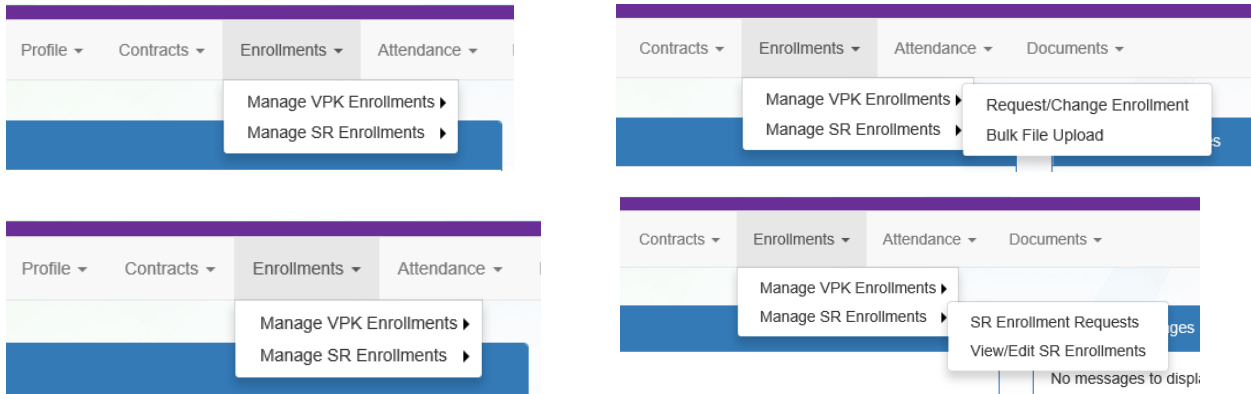 Profile Contracts Enrollments Attendance
Manage VPK Enrollments
Manage SR Enrollments
Contracts Enrollments Attendance Documents
Manage VPK Enrollments
Manage SR Enrollments
Request/Change Enrollment
Bulk File Upload
Profile Contracts Enrollments Attendance
Manage VPK Enrollments
Manage SR Enrollments
Contracts Enrollments Attendance Documents
Manage VPK Enrollments
Manage SR Enrollments
SR Enrollment Requests
View/Edit SR Enrollments
No messages to